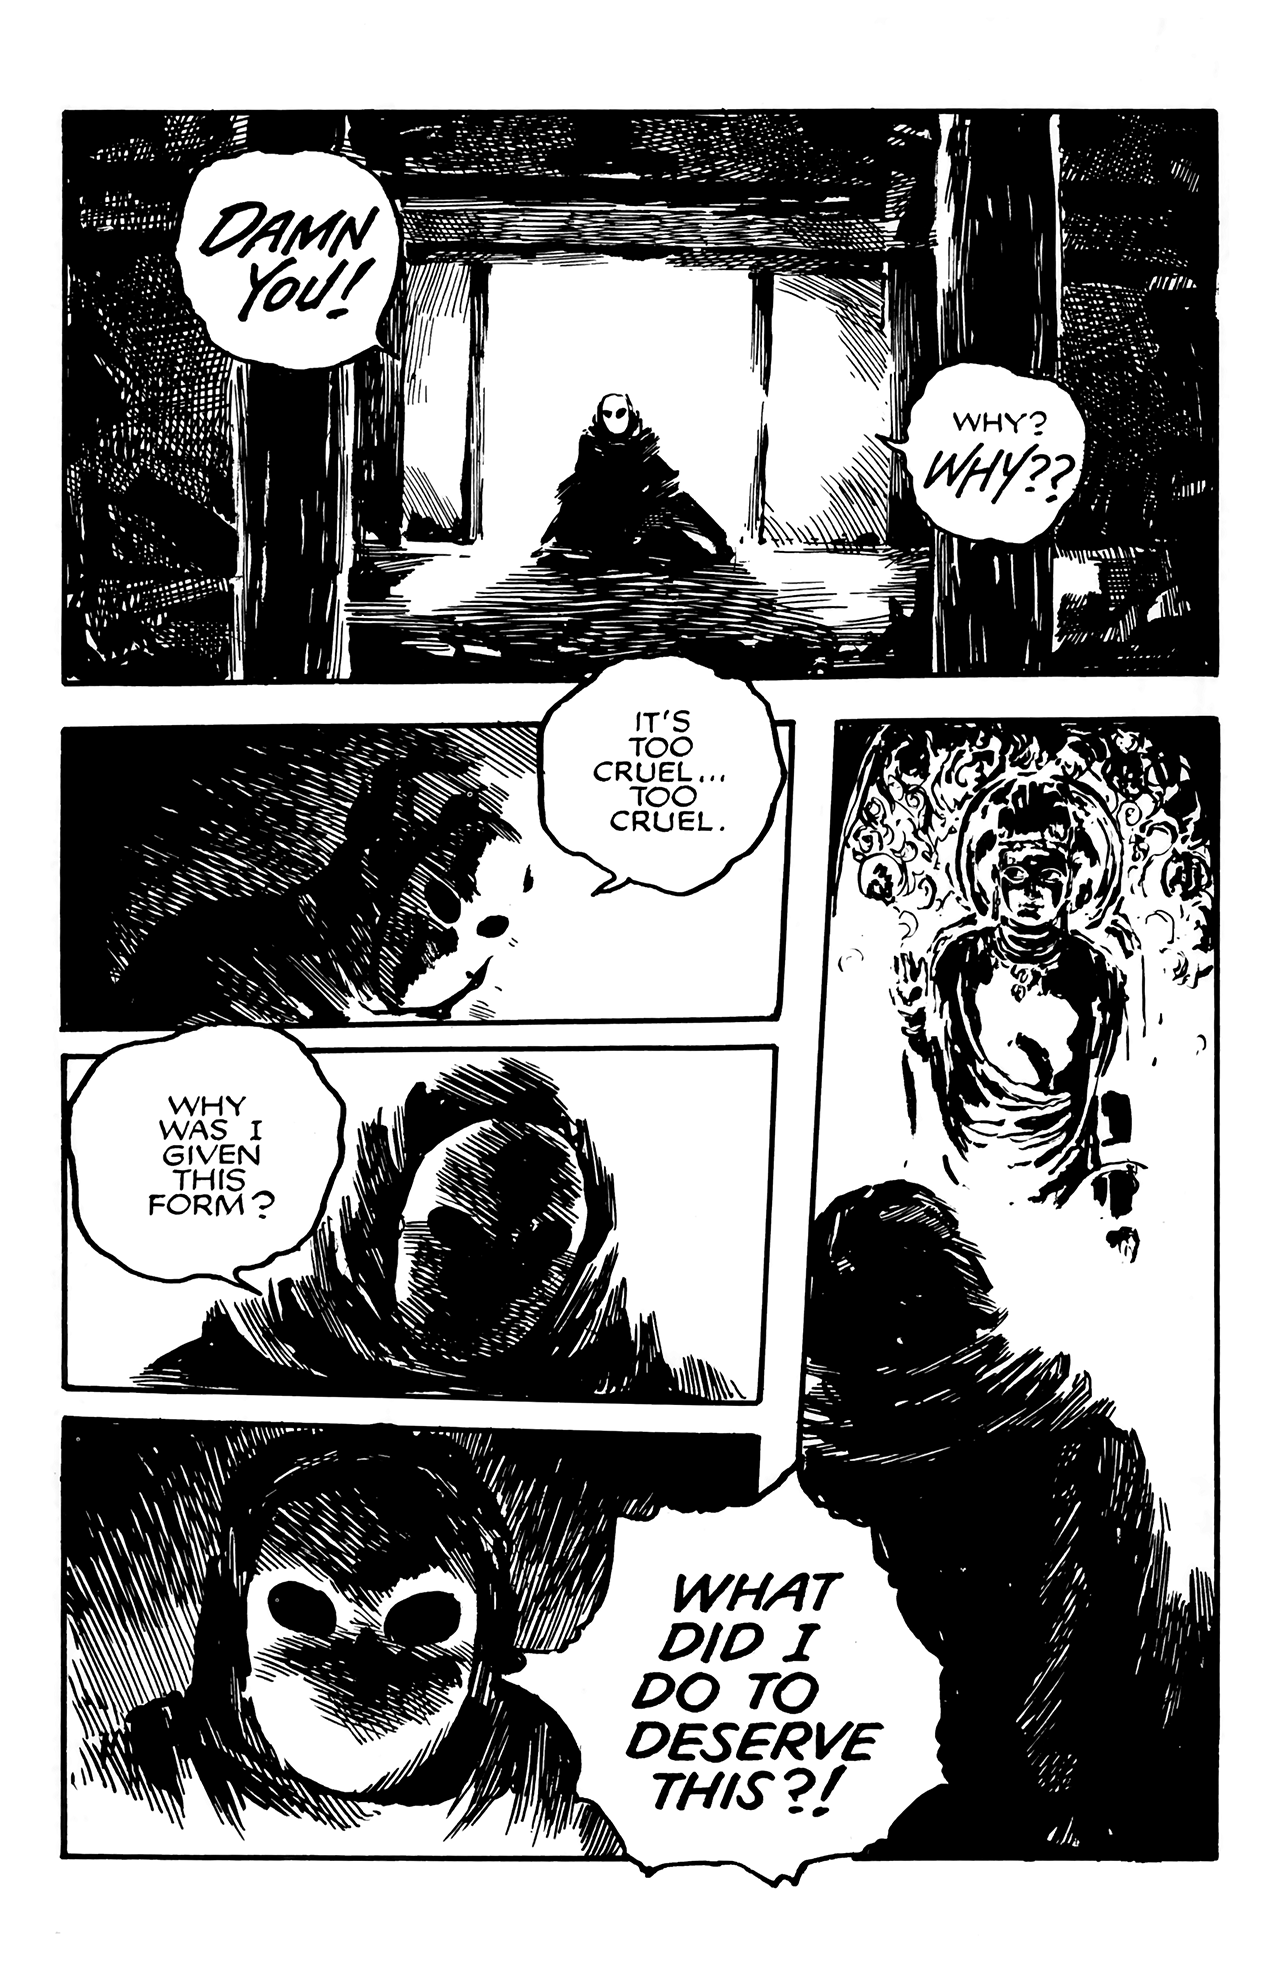 DAMN
YOU!
WHY?
WHY??
IT'S
TOO
CRUEL...
TOO
CRUEL.
WHY
WAS I
GIVEN
THIS
FORM?
WHAT
DID I
DO TO
DESERVE
THIS?!